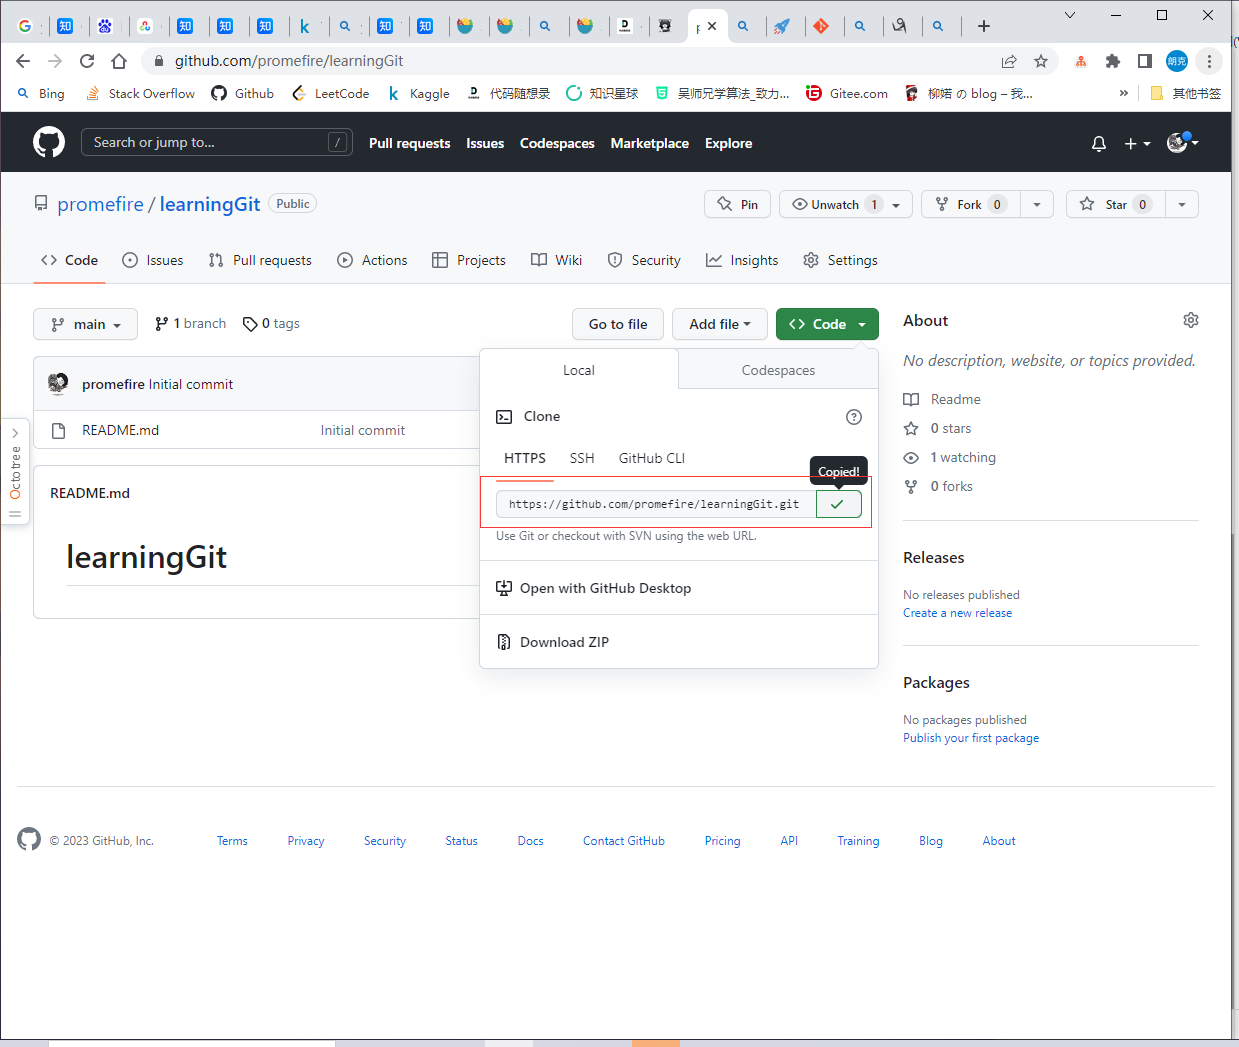 github.com/promefire/learningGit
Bing Stack Overflow Github LeetCode Kaggle 代码随想录 知识星球 吴师兄学算法_致力... Gitee.com 柳婼 の blog – 我... » 其他书签
Search or jump to... / Pull requests Issues Codespaces Marketplace Explore
promefire / learningGit Public Pin Unwatch 1 Fork 0 Star 0
Code Issues Pull requests Actions Projects Wiki Security Insights Settings
main 1 branch 0 tags Go to file Add file Code
Local Codespaces
promefire Initial commit
Clone
README.md Initial commit
HTTPS SSH GitHub CLI
Copied!
https://github.com/promefire/learningGit.git
Use Git or checkout with SVN using the web URL.
Open with GitHub Desktop
Download ZIP
Octotree
README.md
learningGit
About
No description, website, or topics provided.
Readme
0 stars
1 watching
0 forks
Releases
No releases published
Create a new release
Packages
No packages published
Publish your first package
© 2023 GitHub, Inc. Terms Privacy Security Status Docs Contact GitHub Pricing API Training Blog About